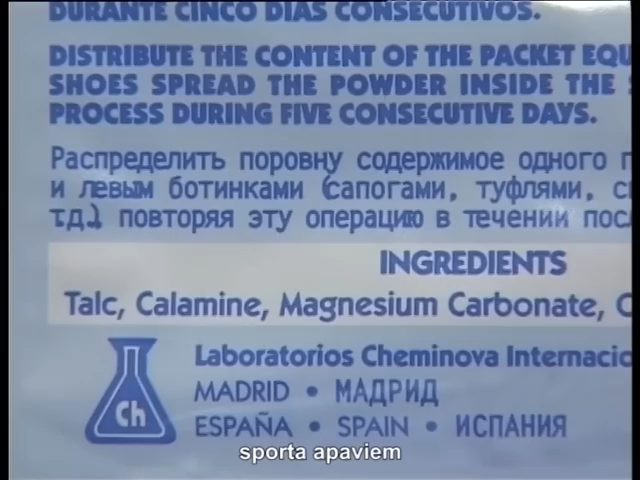 DURANTE CINCO DIAS CONSECUTIVOS.
DISTRIBUTE THE CONTENT OF THE PACKET
SHOES SPREAD THE POWDER INSIDE THE
PROCESS DURING FIVE CONSECUTIVE DAYS.
Распределить поровну содержимое одного
и левым ботинками (сапогами, туфлями,
т.д.) повторяя эту операцию в течении
INGREDIENTS
Talc, Calamine, Magnesium Carbonate,
Laboratorios Cheminova
Ch
MADRID • МАДРИД
ESPAÑA • SPAIN • ИСПАНИЯ
sporta apaviem